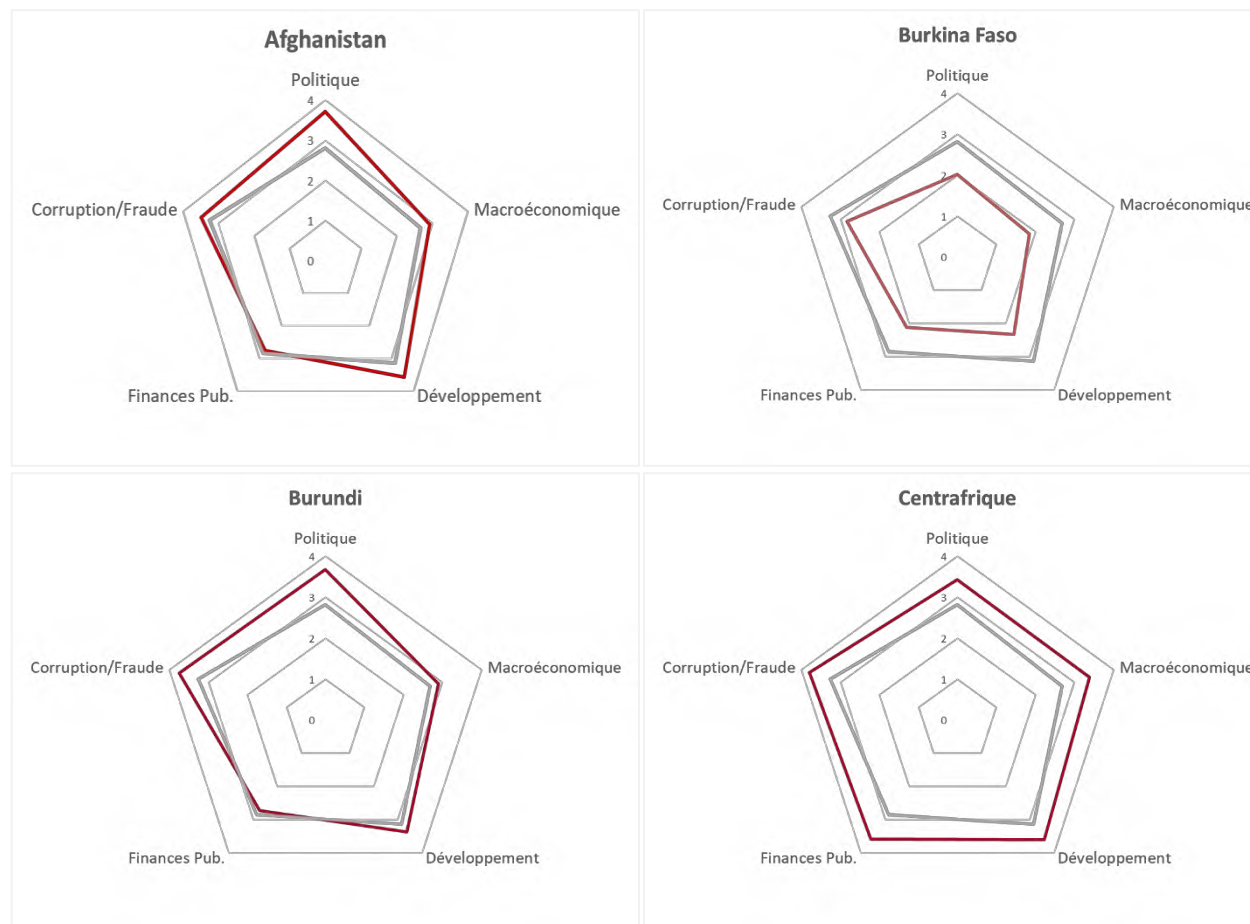 Afghanistan
Politique
4
3
2
1
0
Corruption/Fraude
Macroéconomique
Finances Pub.
Développement
Burkina Faso
Politique
4
3
2
1
0
Corruption/Fraude
Macroéconomique
Finances Pub.
Développement
Burundi
Politique
4
3
2
1
0
Corruption/Fraude
Macroéconomique
Finances Pub.
Développement
Centrafrique
Politique
4
3
2
1
0
Corruption/Fraude
Macroéconomique
Finances Pub.
Développement